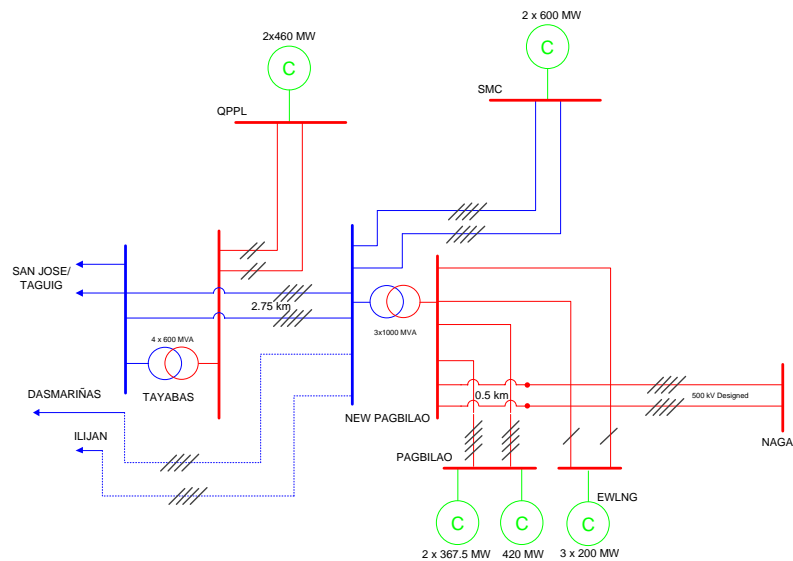 2 x 600 MW
2x460 MW
C
C
SMC
QPPL
SAN JOSE/
TAGUIG
2.75 km
4 x 600 MVA
3x1000 MVA
TAYABAS
DASMARIÑAS
0.5 km
500 kV Designed
NEW PAGBILAO
ILIJAN
NAGA
PAGBILAO
EWLNG
C
C
C
2 x 367.5 MW
420 MW
3 x 200 MW